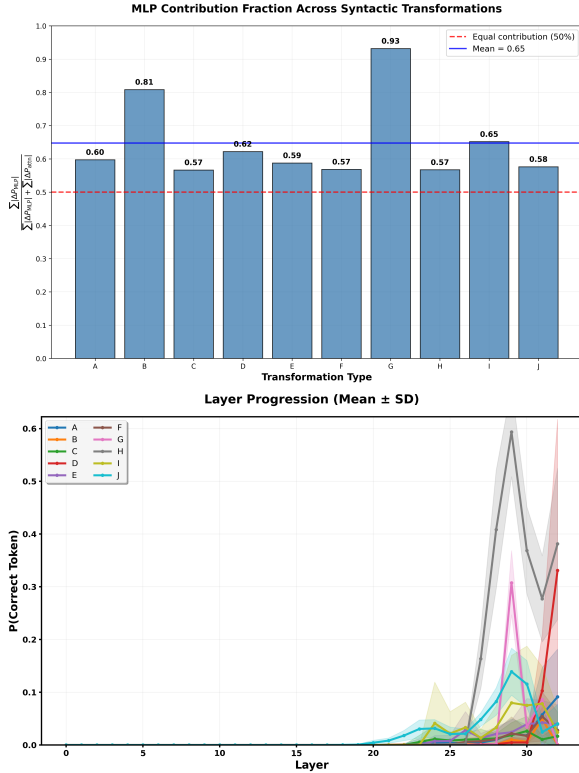 MLP Contribution Fraction Across Syntactic Transformations
1.0
0.9
0.8
0.7
0.6
0.5
0.4
0.3
0.2
0.1
0.0
∑|ΔP_MLP| / (∑|ΔP_MLP| + ∑|ΔP_attn|)
Equal contribution (50%)
Mean = 0.65
0.60
0.81
0.57
0.62
0.59
0.57
0.93
0.57
0.65
0.58
A B C D E F G H I J
Transformation Type
Layer Progression (Mean ± SD)
A F
B G
C H
D I
E J
0.6
0.5
0.4
0.3
0.2
0.1
0.0
P(Correct Token)
0 5 10 15 20 25 30
Layer